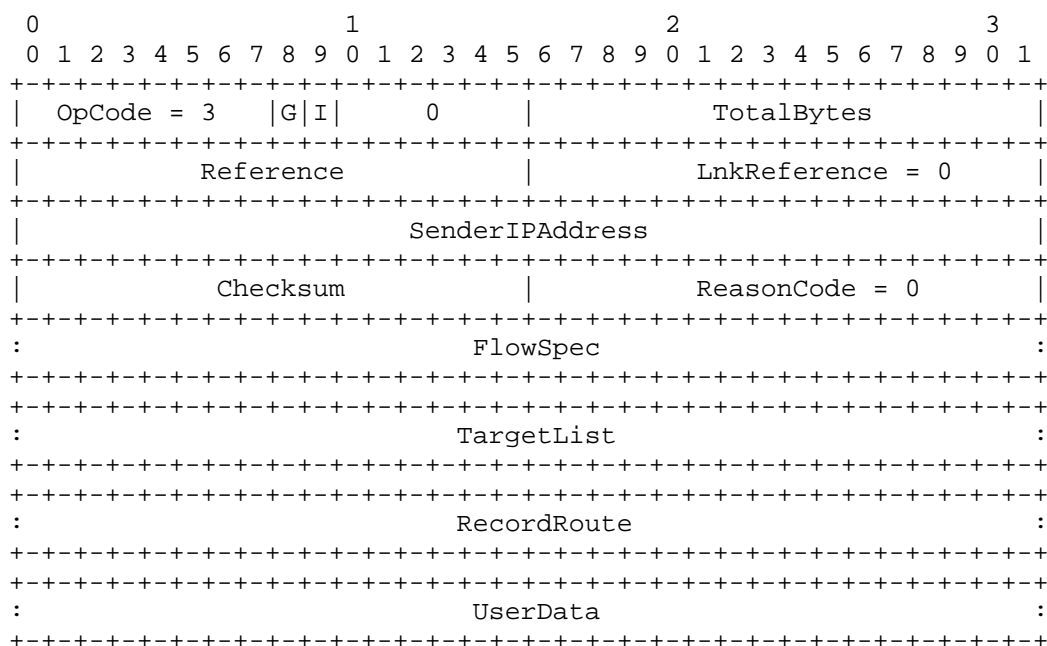 0                   1                   2                   3
 0 1 2 3 4 5 6 7 8 9 0 1 2 3 4 5 6 7 8 9 0 1 2 3 4 5 6 7 8 9 0 1
+-+-+-+-+-+-+-+-+-+-+-+-+-+-+-+-+-+-+-+-+-+-+-+-+-+-+-+-+-+-+-+-+
|  OpCode = 3   |G|I|     0     |           TotalBytes          |
+-+-+-+-+-+-+-+-+-+-+-+-+-+-+-+-+-+-+-+-+-+-+-+-+-+-+-+-+-+-+-+-+
|           Reference           |          LnkReference = 0     |
+-+-+-+-+-+-+-+-+-+-+-+-+-+-+-+-+-+-+-+-+-+-+-+-+-+-+-+-+-+-+-+-+
|                        SenderIPAddress                        |
+-+-+-+-+-+-+-+-+-+-+-+-+-+-+-+-+-+-+-+-+-+-+-+-+-+-+-+-+-+-+-+-+
|            Checksum           |          ReasonCode = 0       |
+-+-+-+-+-+-+-+-+-+-+-+-+-+-+-+-+-+-+-+-+-+-+-+-+-+-+-+-+-+-+-+-+
:                            FlowSpec                           :
+-+-+-+-+-+-+-+-+-+-+-+-+-+-+-+-+-+-+-+-+-+-+-+-+-+-+-+-+-+-+-+-+
+-+-+-+-+-+-+-+-+-+-+-+-+-+-+-+-+-+-+-+-+-+-+-+-+-+-+-+-+-+-+-+-+
:                           TargetList                          :
+-+-+-+-+-+-+-+-+-+-+-+-+-+-+-+-+-+-+-+-+-+-+-+-+-+-+-+-+-+-+-+-+
+-+-+-+-+-+-+-+-+-+-+-+-+-+-+-+-+-+-+-+-+-+-+-+-+-+-+-+-+-+-+-+-+
:                           RecordRoute                         :
+-+-+-+-+-+-+-+-+-+-+-+-+-+-+-+-+-+-+-+-+-+-+-+-+-+-+-+-+-+-+-+-+
+-+-+-+-+-+-+-+-+-+-+-+-+-+-+-+-+-+-+-+-+-+-+-+-+-+-+-+-+-+-+-+-+
:                            UserData                           :
+-+-+-+-+-+-+-+-+-+-+-+-+-+-+-+-+-+-+-+-+-+-+-+-+-+-+-+-+-+-+-+-+